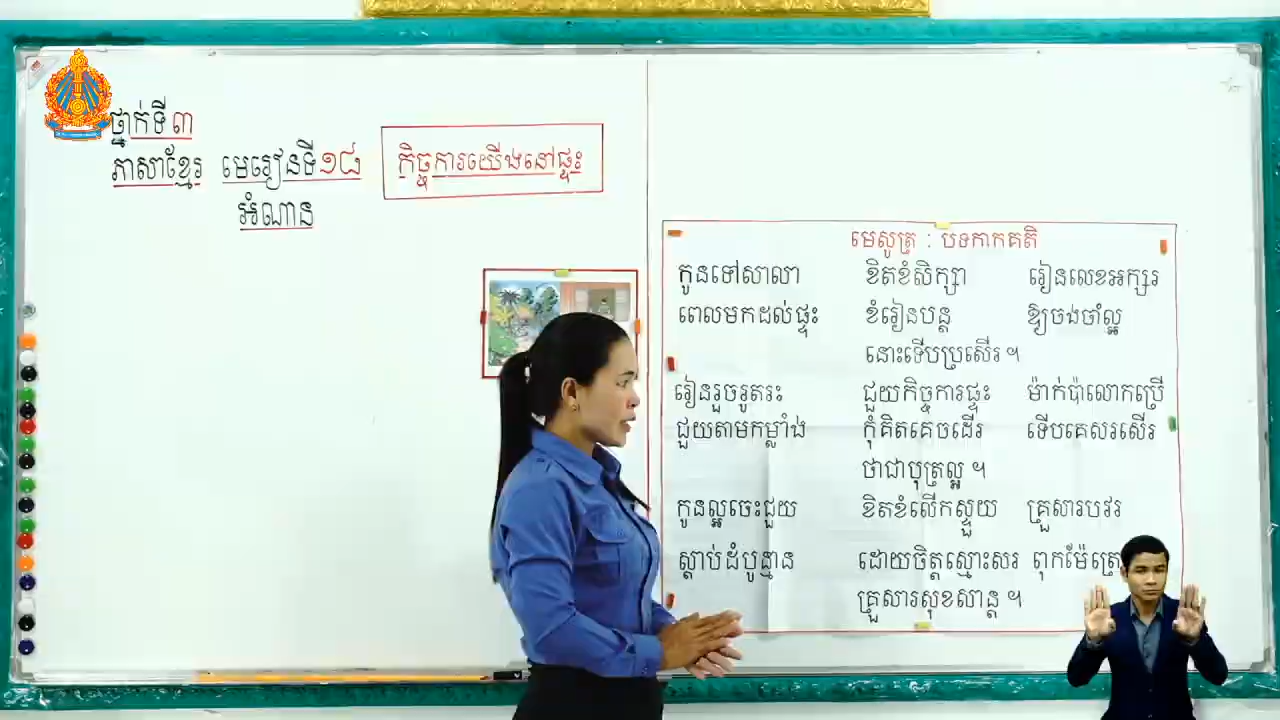 ថ្នាក់ទី ៣
ភាសាខ្មែរ មេរៀនទី១៨ កិច្ចការយើងនៅផ្ទះ
អំណាន
មេសូត្រ : បទកាកគតិ
កូនទៅសាលា ខិតខំសិក្សា រៀនលេខអក្សរ
ពេលមកដល់ផ្ទះ ខំរៀនបន្ត ឱ្យចងចាំល្អ
នោះទើបប្រសើរ ។
រៀនរួចរូតរះ ជួយកិច្ចការផ្ទះ ម៉ាក់ប៉ាលោកប្រើ
ជួយតាមកម្លាំង កុំគិតគេចដើរ ទើបគេសរសើរ
ថាជាបុត្រល្អ ។
កូនល្អចេះជួយ ខិតខំលើកស្ទួយ គ្រួសារបវរ
ស្ដាប់ដំបូន្មាន ដោយចិត្តស្មោះសរ ពុកម៉ែ
គ្រួសារសុខសាន្ត ។